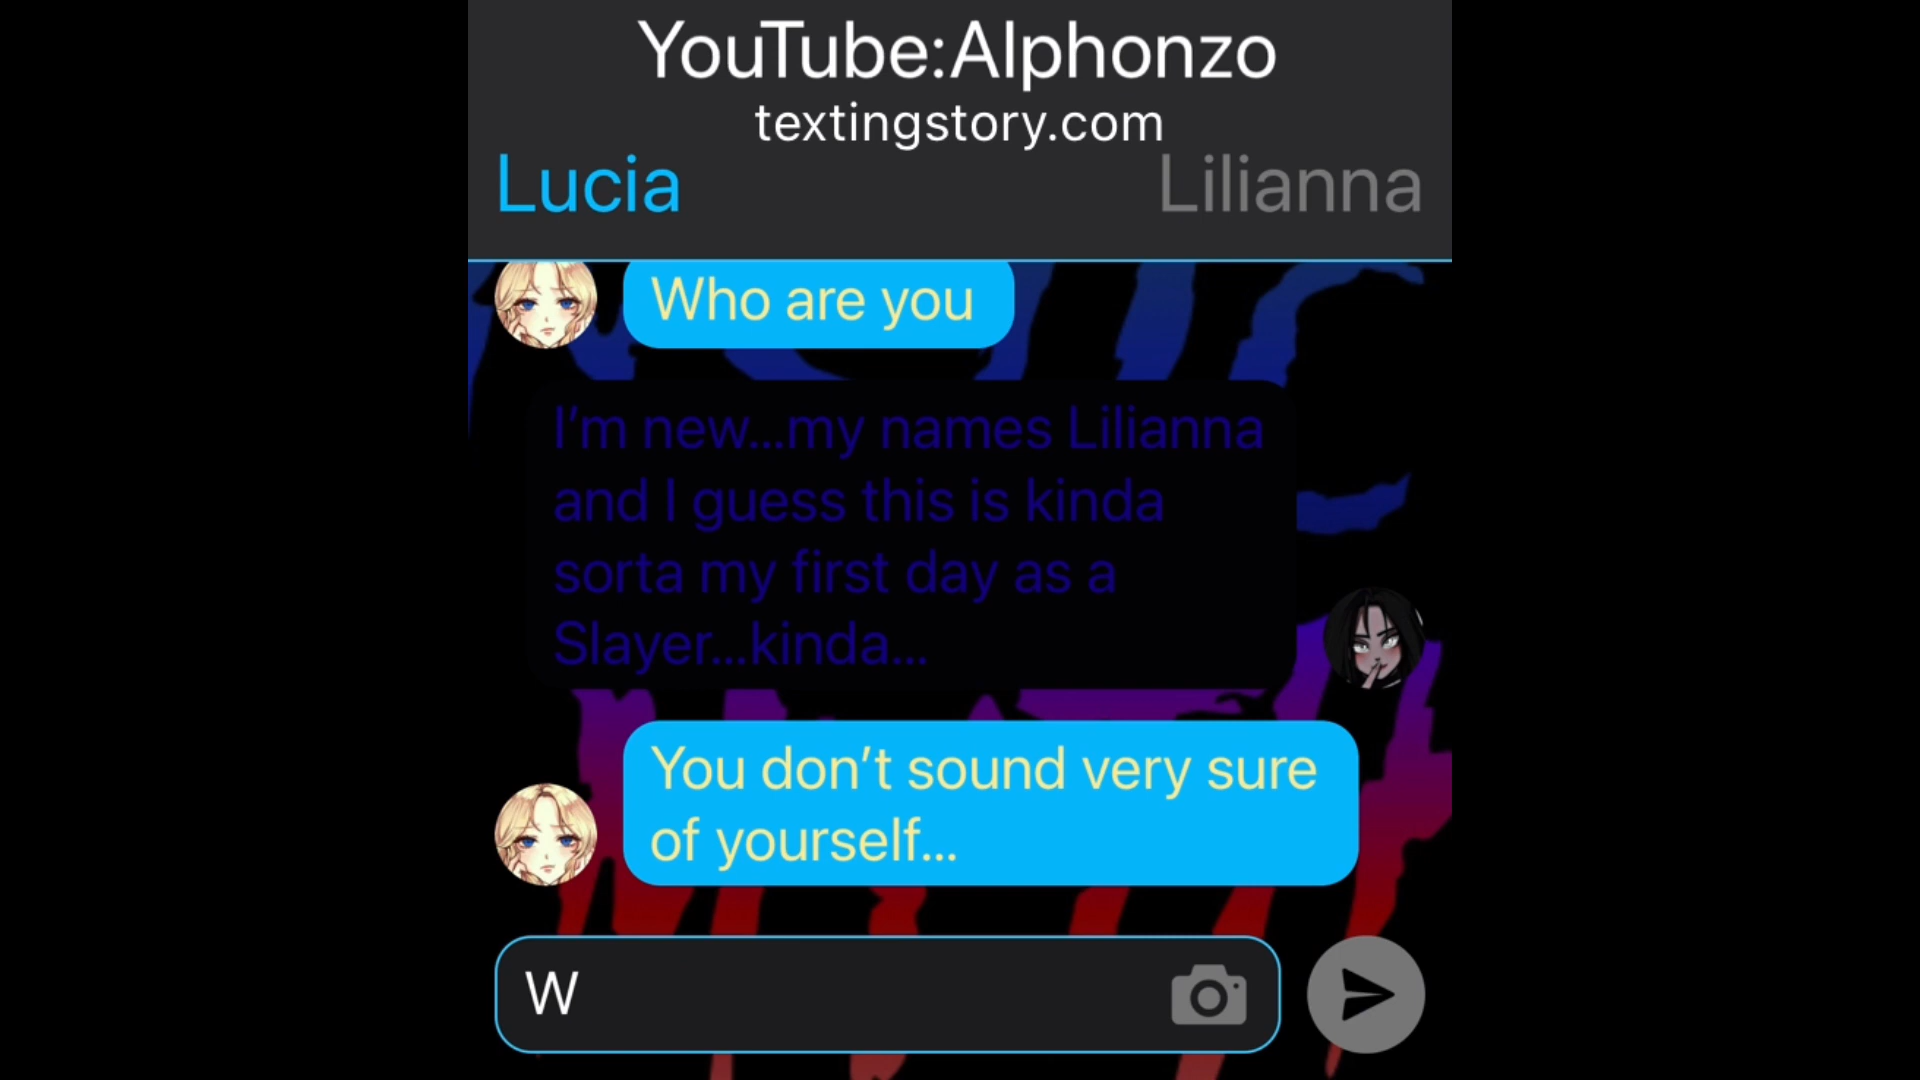 YouTube:Alphonzo
textingstory.com
Lucia
Lilianna
Who are you
I’m new...my names Lilianna
and I guess this is kinda
sorta my first day as a
Slayer...kinda...
You don’t sound very sure
of yourself...
W